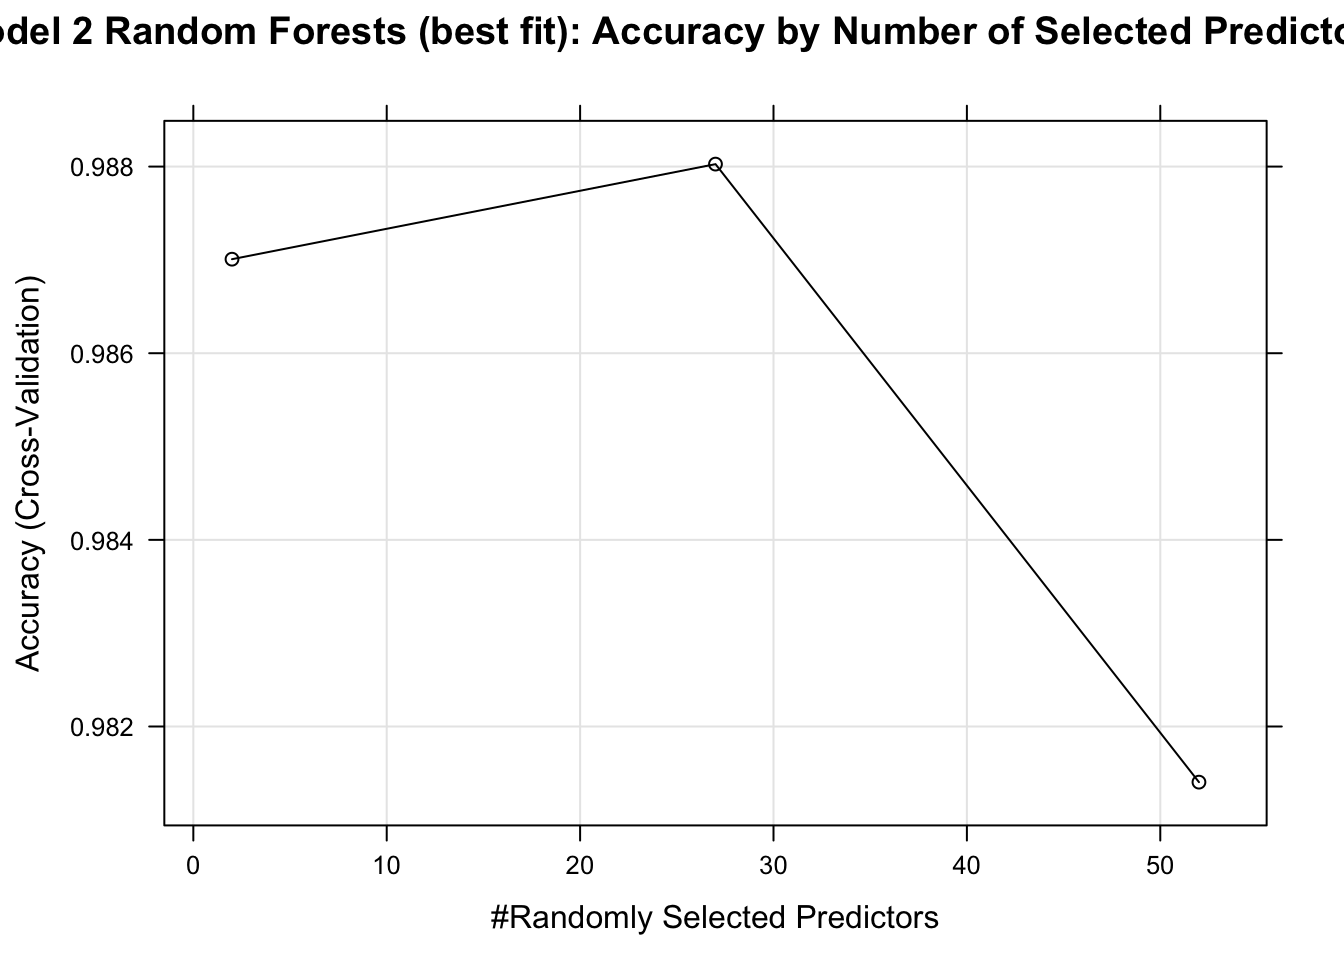 odel 2 Random Forests (best fit): Accuracy by Number of Selected Predicto
0.988
0.986
0.984
0.982
Accuracy (Cross-Validation)
0 10 20 30 40 50
#Randomly Selected Predictors